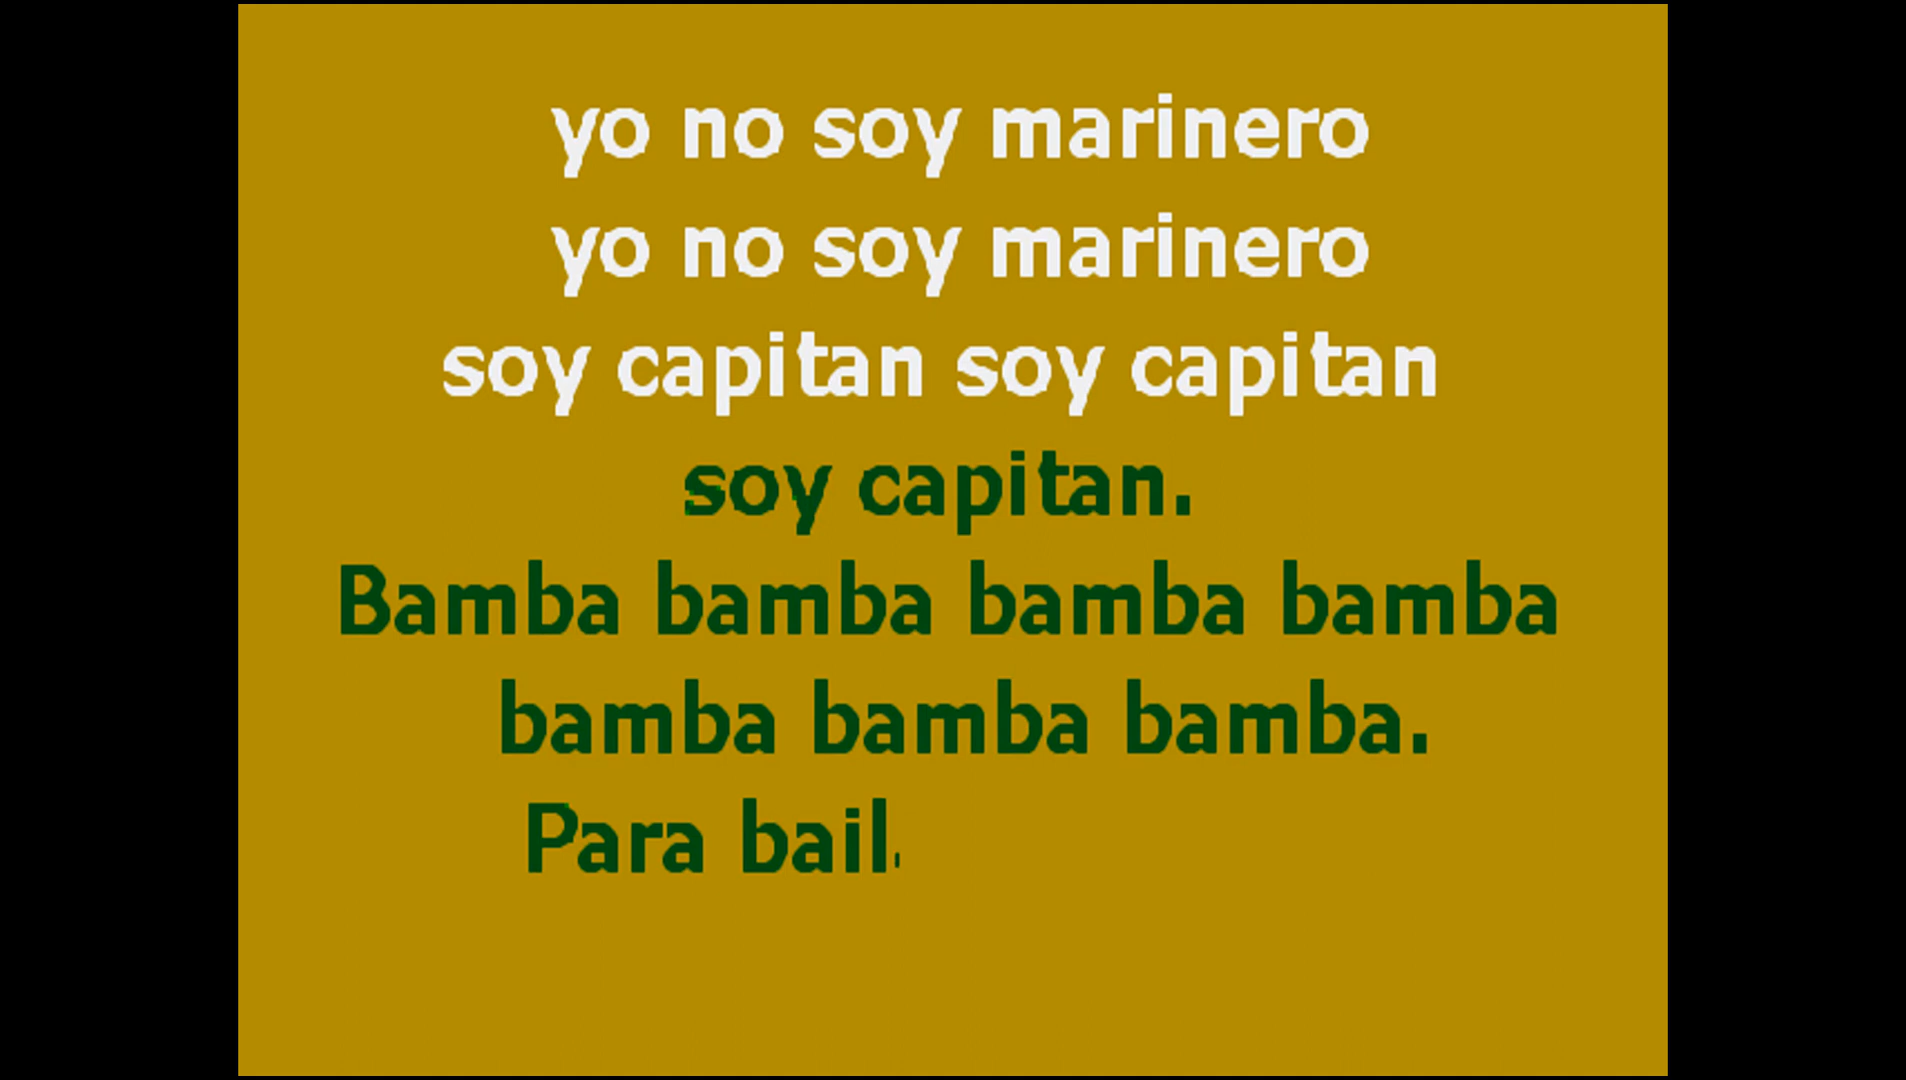 yo no soy marinero
yo no soy marinero
soy capitan soy capitan
soy capitan.
Bamba bamba bamba bamba
bamba bamba bamba.
Para bail